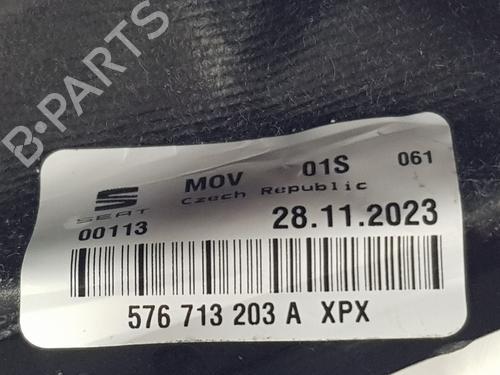 B-PARTS
MOV 01S 061
Czech Republic
SEAT
00113 28.11.2023
576 713 203 A XPX